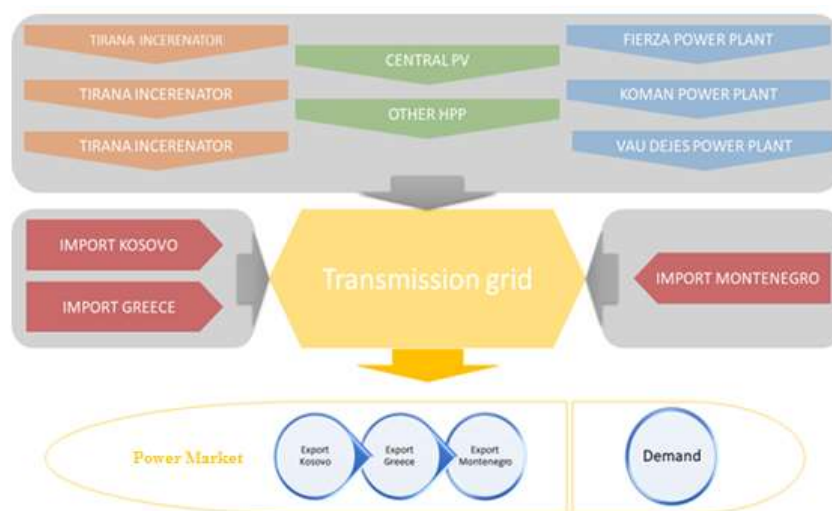 TIRANA INCERENATOR
TIRANA INCERENATOR
TIRANA INCERENATOR
CENTRAL PV
OTHER HPP
FIERZA POWER PLANT
KOMAN POWER PLANT
VAU DEJES POWER PLANT
IMPORT KOSOVO
IMPORT GREECE
Transmission grid
IMPORT MONTENEGRO
Power Market
Export
Kosovo
Export
Greece
Export
Montenegro
Demand